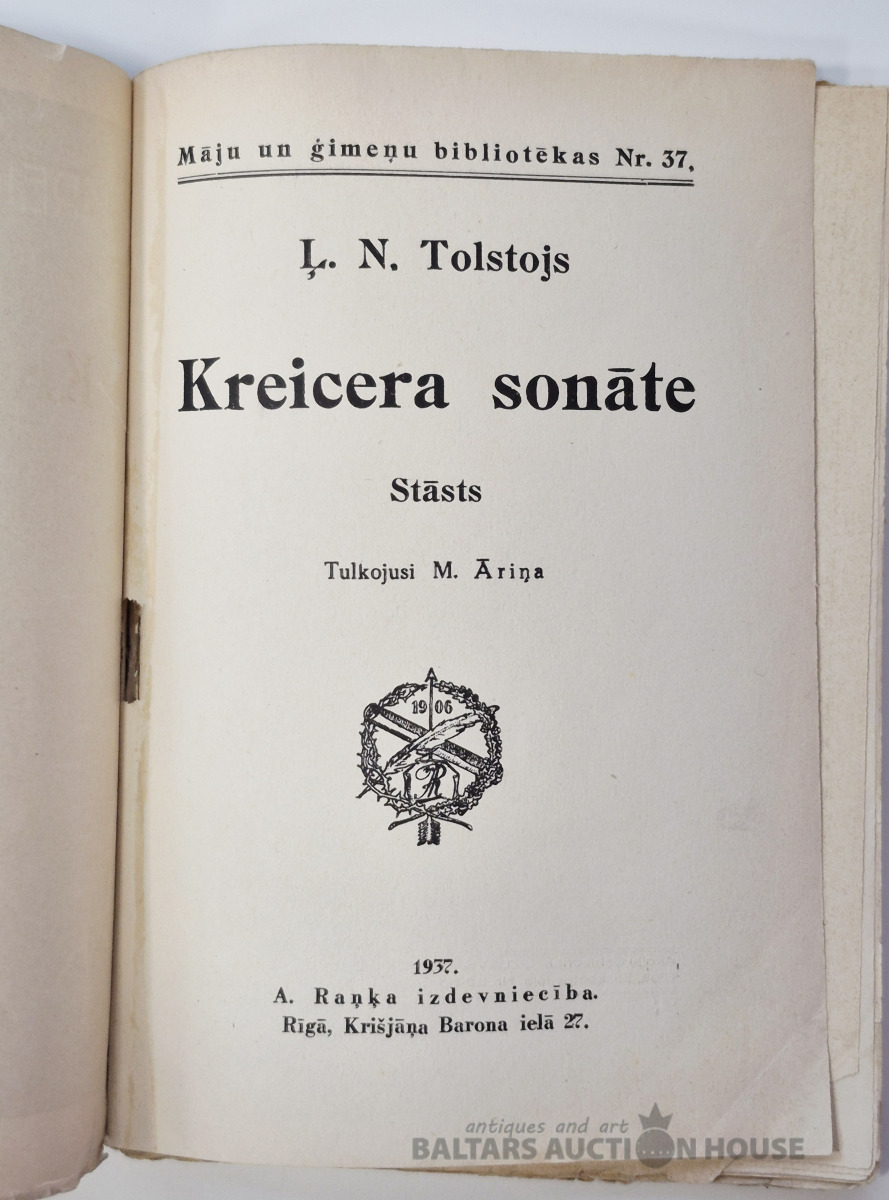 Māju un ģimeņu bibliotēkas Nr. 37.
Ļ. N. Tolstojs
Kreicera sonāte
Stāsts
Tulkojusi M. Āriņa
1906
1937.
A. Raņķa izdevniecība.
Rīgā, Krišjāņa Barona ielā 27.
antiques and art
BALTARS AUCTION HOUSE